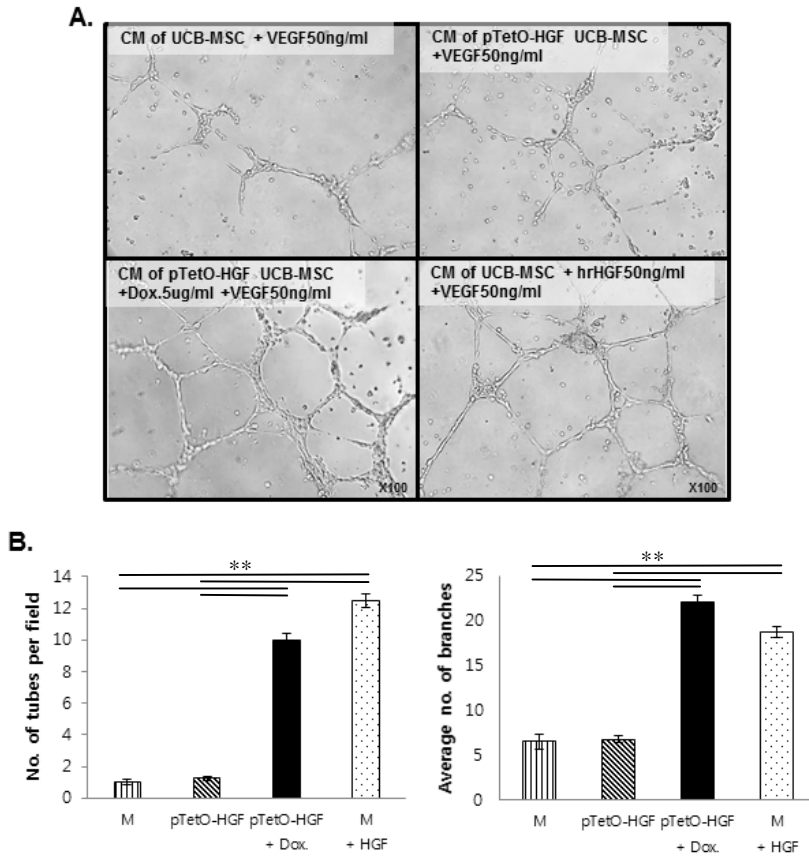 A.
CM of UCB-MSC + VEGF50ng/ml
CM of pTetO-HGF UCB-MSC
+VEGF50ng/ml
CM of pTetO-HGF UCB-MSC
+Dox.5ug/ml +VEGF50ng/ml
X100
CM of UCB-MSC + hrHGF50ng/ml
+VEGF50ng/ml
X100
B.
**
No. of tubes per field
14
12
10
8
6
4
2
0
M
pTetO-HGF
pTetO-HGF
+ Dox.
M
+ HGF
**
Average no. of branches
25
20
15
10
5
0
M
pTetO-HGF
pTetO-HGF
+ Dox.
M
+ HGF